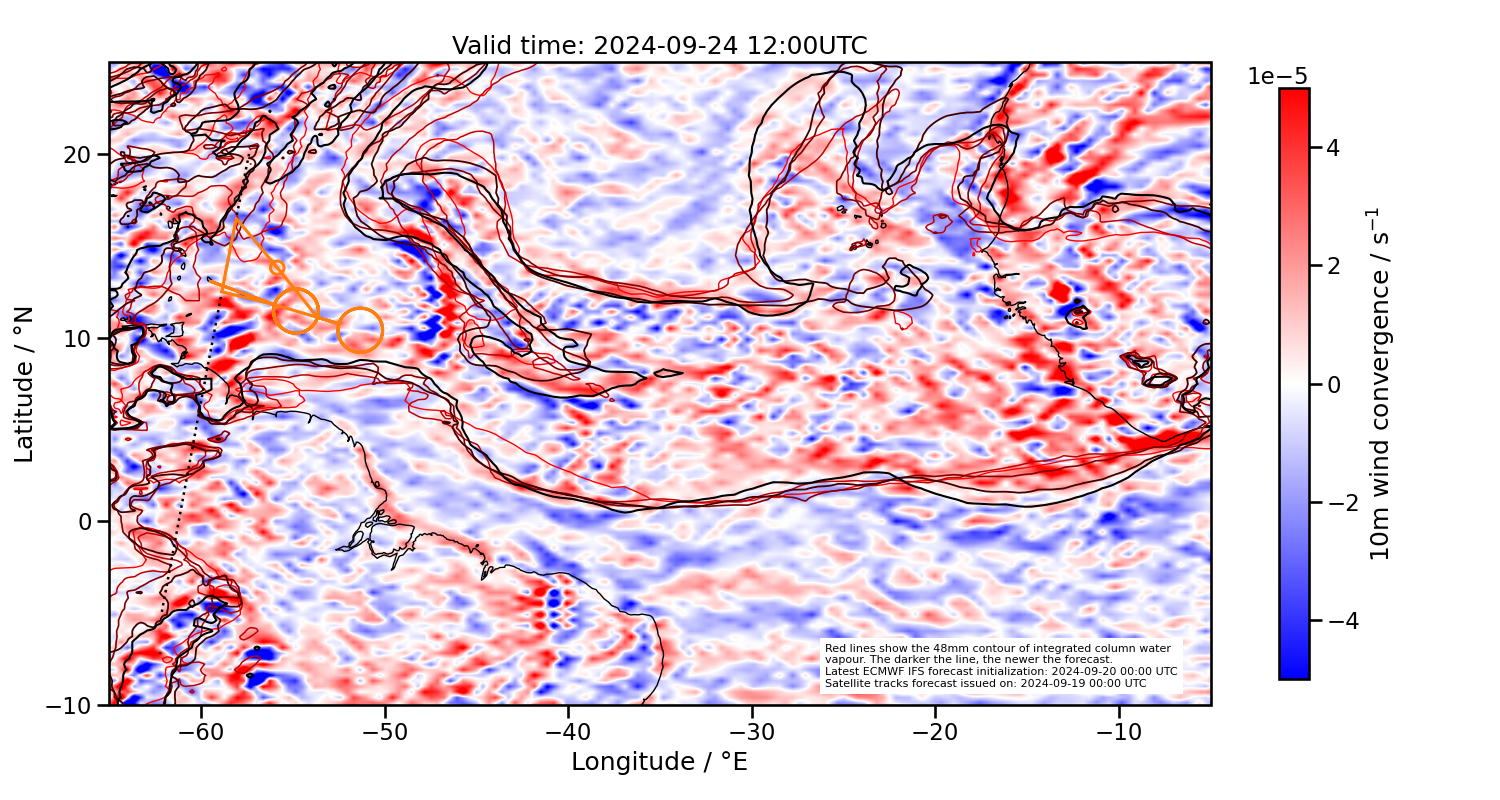 Valid time: 2024-09-24 12:00UTC
1e−5
20
10
0
−10
Latitude / °N
−60
−50
−40
−30
−20
−10
Longitude / °E
4
2
0
−2
−4
10m wind convergence / s⁻¹
Red lines show the 48mm contour of integrated column water
vapour. The darker the line, the newer the forecast.
Latest ECMWF IFS forecast initialization: 2024-09-20 00:00 UTC
Satellite tracks forecast issued on: 2024-09-19 00:00 UTC